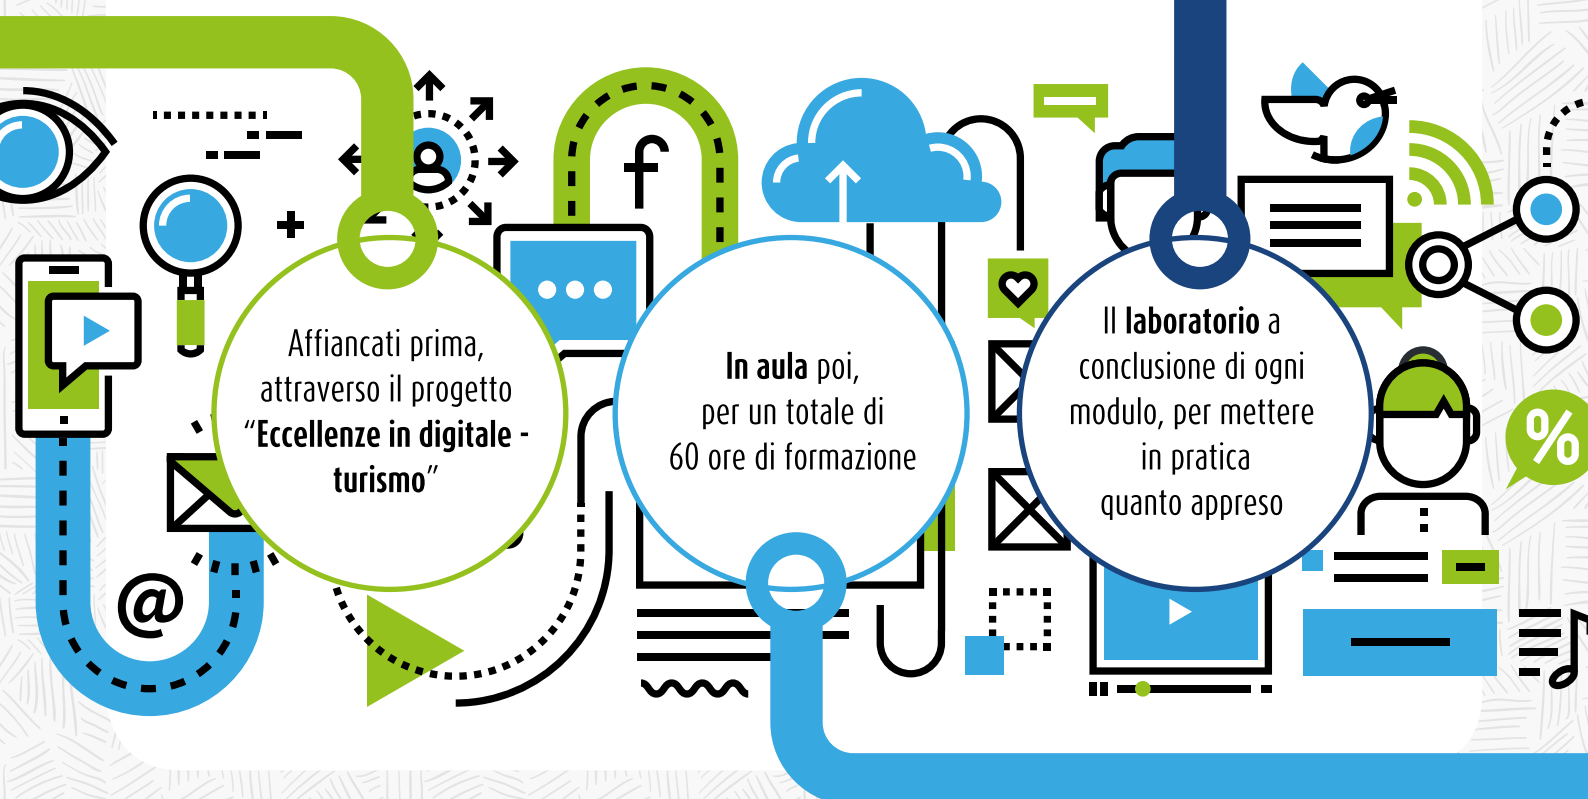 Affiancati prima,
attraverso il progetto
“Eccellenze in digitale -
turismo”
In aula poi,
per un totale di
60 ore di formazione
Il laboratorio a
conclusione di ogni
modulo, per mettere
in pratica
quanto appreso
f
@
%